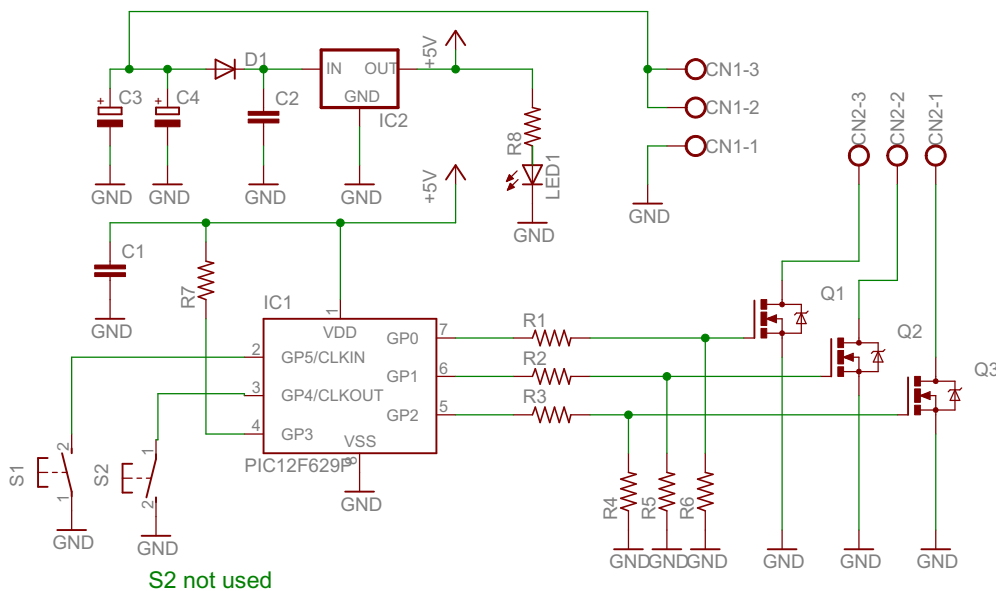 D1
IN
OUT
GND
IC2
+5V
C3
C4
C2
+
+
R8
LED1
CN1-3
CN1-2
CN1-1
CN2-3
CN2-2
CN2-1
GND
GND
GND
GND
GND
GND
+5V
C1
GND
R7
IC1
1
VDD
2
GP5/CLKIN
3
GP4/CLKOUT
4
GP3
GP0
7
GP1
6
GP2
5
VSS
8
PIC12F629P
GND
R1
R2
R3
Q1
Q2
Q3
R4
R5
R6
S1
2
1
GND
S2
1
2
GND
GND
GND
GND
GND
GND
GND
S2 not used